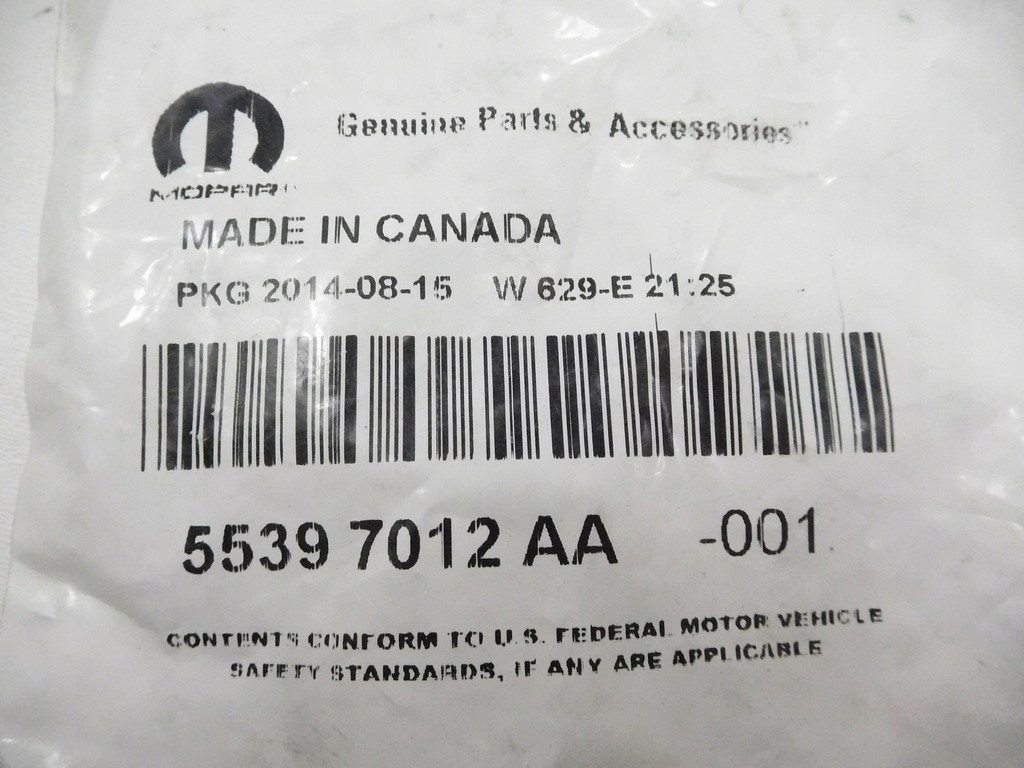 Genuine Parts & Accessories™
MOPAR
MADE IN CANADA
PKG 2014-08-15 W 629-E 21:25
5539 7012 AA -001
CONTENTS CONFORM TO U.S. FEDERAL MOTOR VEHICLE
SAFETY STANDARDS, IF ANY ARE APPLICABLE